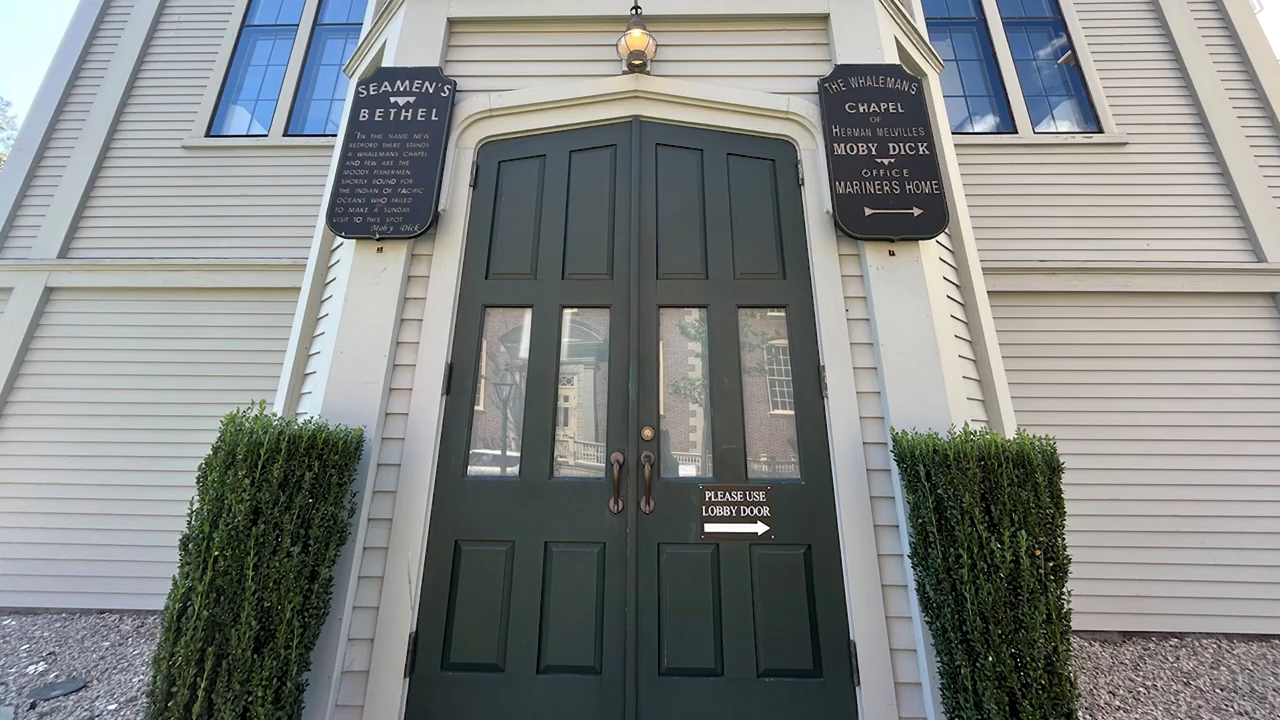 SEAMEN'S
BETHEL
"IN THE SAME NEW
BEDFORD THERE STANDS
A WHALEMANS CHAPEL
AND FEW ARE THE
MOODY FISHERMEN
SHORTLY BOUND FOR
THE INDIAN OR PACIFIC
OCEANS WHO FAILED
TO MAKE A SUNDAY
VISIT TO THIS SPOT
Moby Dick
THE WHALEMAN'S
CHAPEL
OF
HERMAN MELVILLES
MOBY DICK
OFFICE
MARINERS HOME
PLEASE USE
LOBBY DOOR